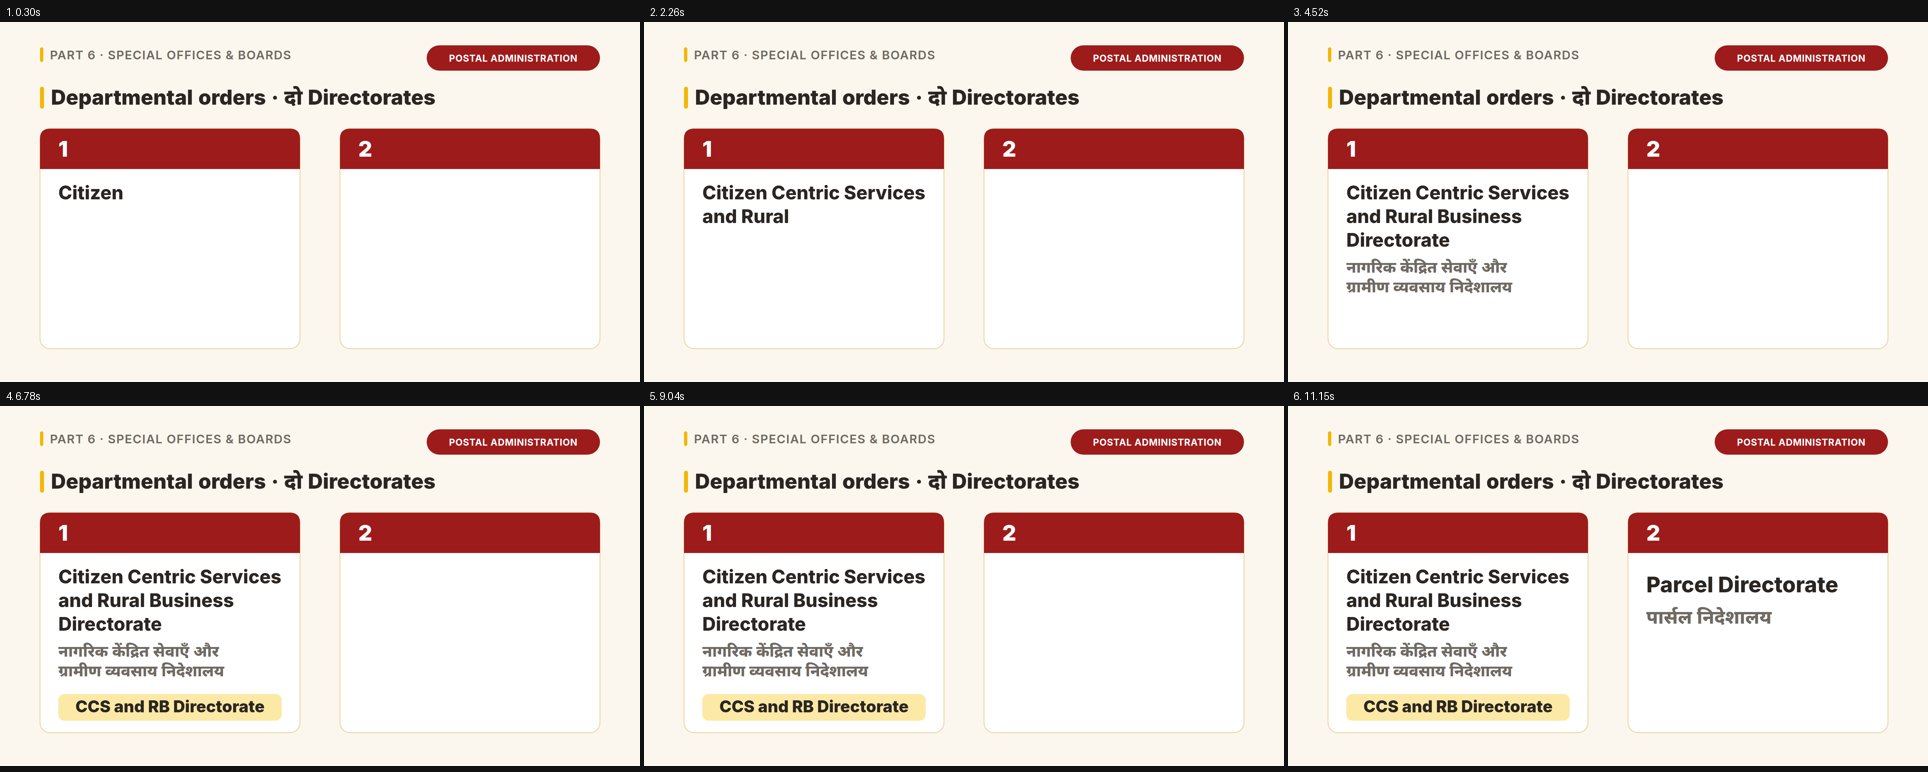 1. 0.30s
PART 6 · SPECIAL OFFICES & BOARDS
POSTAL ADMINISTRATION
Departmental orders · दो Directorates
1
2
Citizen
2. 2.26s
PART 6 · SPECIAL OFFICES & BOARDS
POSTAL ADMINISTRATION
Departmental orders · दो Directorates
1
2
Citizen Centric Services
and Rural
3. 4.52s
PART 6 · SPECIAL OFFICES & BOARDS
POSTAL ADMINISTRATION
Departmental orders · दो Directorates
1
2
Citizen Centric Services
and Rural Business
Directorate
नागरिक केंद्रित सेवाएँ और
ग्रामीण व्यवसाय निदेशालय
4. 6.78s
PART 6 · SPECIAL OFFICES & BOARDS
POSTAL ADMINISTRATION
Departmental orders · दो Directorates
1
2
Citizen Centric Services
and Rural Business
Directorate
नागरिक केंद्रित सेवाएँ और
ग्रामीण व्यवसाय निदेशालय
CCS and RB Directorate
5. 9.04s
PART 6 · SPECIAL OFFICES & BOARDS
POSTAL ADMINISTRATION
Departmental orders · दो Directorates
1
2
Citizen Centric Services
and Rural Business
Directorate
नागरिक केंद्रित सेवाएँ और
ग्रामीण व्यवसाय निदेशालय
CCS and RB Directorate
6. 11.15s
PART 6 · SPECIAL OFFICES & BOARDS
POSTAL ADMINISTRATION
Departmental orders · दो Directorates
1
Citizen Centric Services
and Rural Business
Directorate
नागरिक केंद्रित सेवाएँ और
ग्रामीण व्यवसाय निदेशालय
CCS and RB Directorate
2
Parcel Directorate
पार्सल निदेशालय